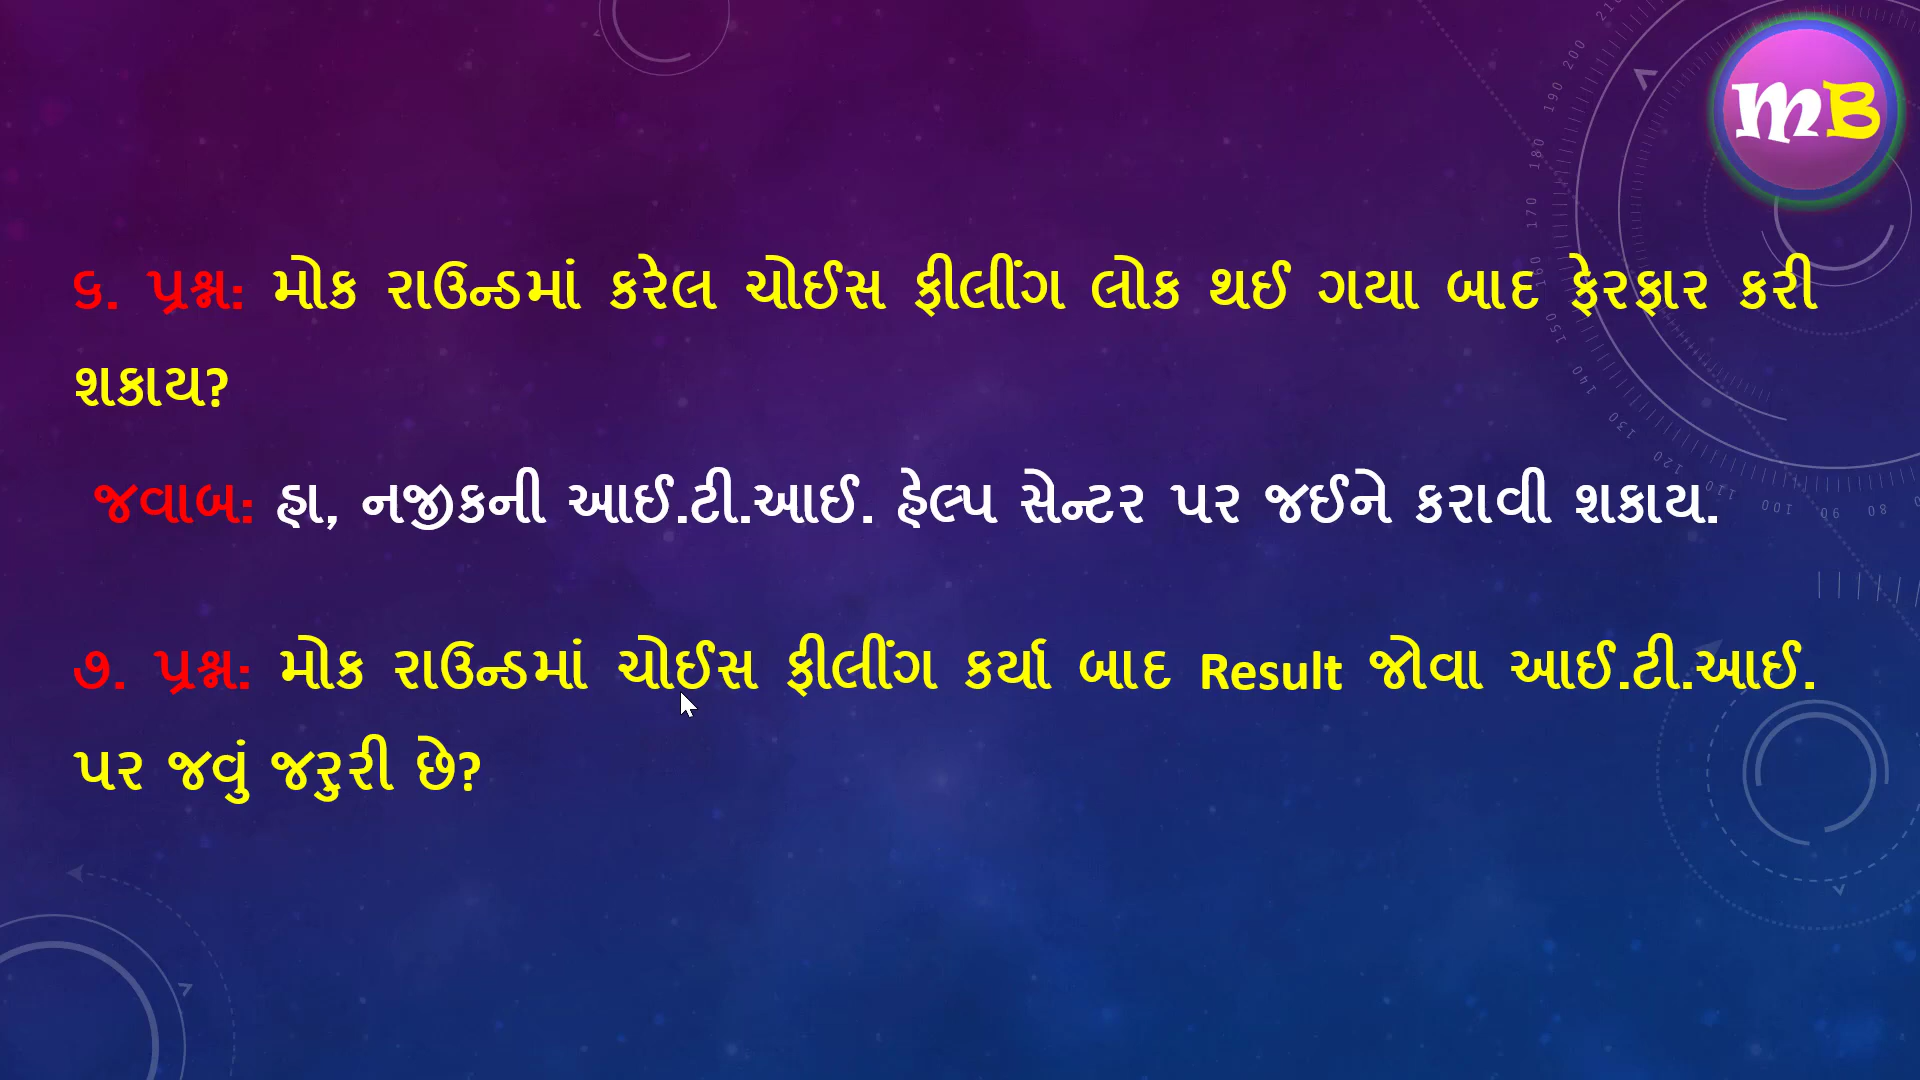 mB
૬. પ્રશ્ન: મોક રાઉન્ડમાં કરેલ ચોઈસ ફીલીંગ લોક થઈ ગયા બાદ ફેરફાર કરી
શકાય?
જવાબ: હા, નજીકની આઈ.ટી.આઈ. હેલ્પ સેન્ટર પર જઈને કરાવી શકાય.
૭. પ્રશ્ન: મોક રાઉન્ડમાં ચોઈસ ફીલીંગ કર્યા બાદ Result જોવા આઈ.ટી.આઈ.
પર જવું જરુરી છે?